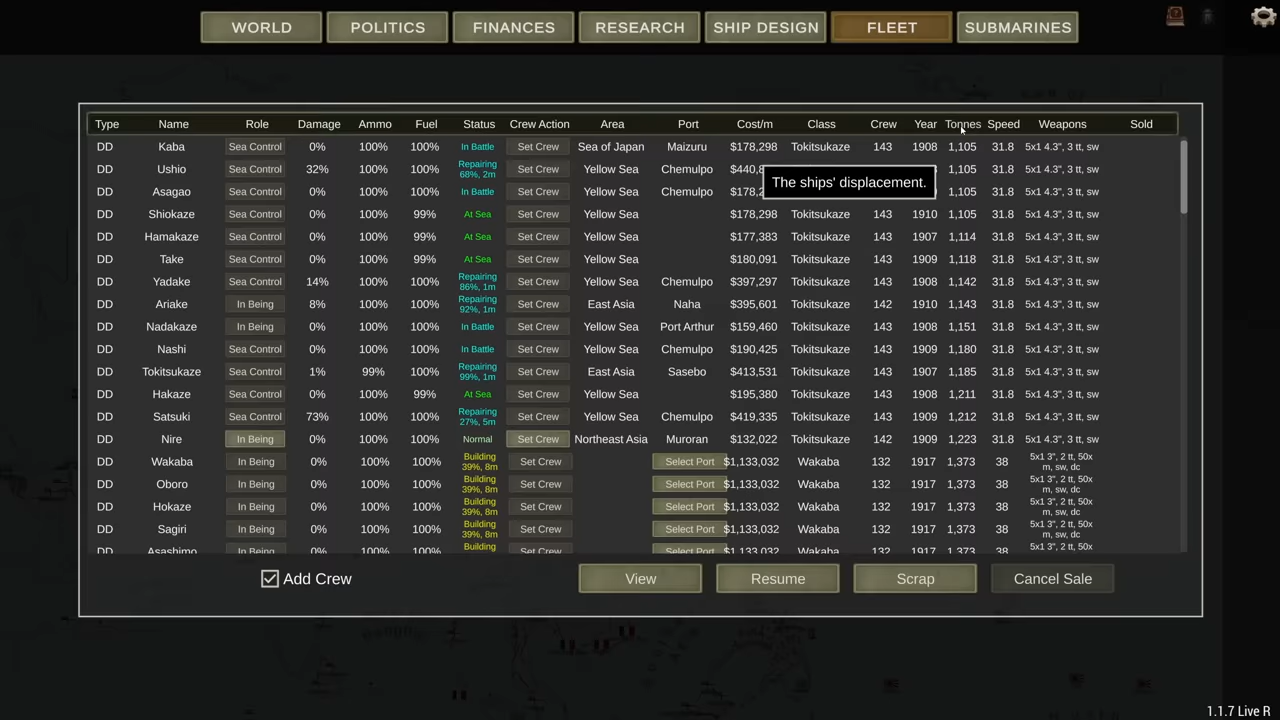 WORLD POLITICS FINANCES RESEARCH SHIP DESIGN FLEET SUBMARINES
Type Name Role Damage Ammo Fuel Status Crew Action Area Port Cost/m Class Crew Year Tonnes Speed Weapons Sold
DD Kaba Sea Control 0% 100% 100% In Battle Set Crew Sea of Japan Maizuru $178,298 Tokitsukaze 143 1908 1,105 31.8 5x1 4.3", 3 tt, sw
DD Ushio Sea Control 32% 100% 100% Repairing 68%, 2m Set Crew Yellow Sea Chemulpo $440, 1,105 31.8 5x1 4.3", 3 tt, sw
The ships' displacement.
DD Asagao Sea Control 0% 100% 100% In Battle Set Crew Yellow Sea Chemulpo $178, 1,105 31.8 5x1 4.3", 3 tt, sw
DD Shiokaze Sea Control 0% 100% 99% At Sea Set Crew Yellow Sea $178,298 Tokitsukaze 143 1910 1,105 31.8 5x1 4.3", 3 tt, sw
DD Hamakaze Sea Control 0% 100% 99% At Sea Set Crew Yellow Sea $177,383 Tokitsukaze 143 1907 1,114 31.8 5x1 4.3", 3 tt, sw
DD Take Sea Control 0% 100% 99% At Sea Set Crew Yellow Sea $180,091 Tokitsukaze 143 1909 1,118 31.8 5x1 4.3", 3 tt, sw
DD Yadake Sea Control 14% 100% 100% Repairing 86%, 1m Set Crew Yellow Sea Chemulpo $397,297 Tokitsukaze 143 1908 1,142 31.8 5x1 4.3", 3 tt, sw
DD Ariake In Being 8% 100% 100% Repairing 92%, 1m Set Crew East Asia Naha $395,601 Tokitsukaze 142 1910 1,143 31.8 5x1 4.3", 3 tt, sw
DD Nadakaze In Being 0% 100% 100% In Battle Set Crew Yellow Sea Port Arthur $159,460 Tokitsukaze 143 1908 1,151 31.8 5x1 4.3", 3 tt, sw
DD Nashi Sea Control 0% 100% 100% In Battle Set Crew Yellow Sea Chemulpo $190,425 Tokitsukaze 143 1909 1,180 31.8 5x1 4.3", 3 tt, sw
DD Tokitsukaze Sea Control 1% 99% 100% Repairing 99%, 1m Set Crew East Asia Sasebo $413,531 Tokitsukaze 143 1907 1,185 31.8 5x1 4.3", 3 tt, sw
DD Hakaze Sea Control 0% 100% 99% At Sea Set Crew Yellow Sea $195,380 Tokitsukaze 143 1908 1,211 31.8 5x1 4.3", 3 tt, sw
DD Satsuki Sea Control 73% 100% 100% Repairing 27%, 5m Set Crew Yellow Sea Chemulpo $419,335 Tokitsukaze 143 1909 1,212 31.8 5x1 4.3", 3 tt, sw
DD Nire In Being 0% 100% 100% Normal Set Crew Northeast Asia Muroran $132,022 Tokitsukaze 142 1909 1,223 31.8 5x1 4.3", 3 tt, sw
DD Wakaba In Being 0% 100% 100% Building 39%, 8m Set Crew Select Port $1,133,032 Wakaba 132 1917 1,373 38 5x1 3", 2 tt, 50x m, sw, dc
DD Oboro In Being 0% 100% 100% Building 39%, 8m Set Crew Select Port $1,133,032 Wakaba 132 1917 1,373 38 5x1 3", 2 tt, 50x m, sw, dc
DD Hokaze In Being 0% 100% 100% Building 39%, 8m Set Crew Select Port $1,133,032 Wakaba 132 1917 1,373 38 5x1 3", 2 tt, 50x m, sw, dc
DD Sagiri In Being 0% 100% 100% Building 39%, 8m Set Crew Select Port $1,133,032 Wakaba 132 1917 1,373 38 5x1 3", 2 tt, 50x m, sw, dc
DD Asashimo In Being 0% 100% 100% Building Set Crew Select Port $1,133,032 Wakaba 132 1917 1,373 38 5x1 3", 2 tt, 50x
Add Crew View Resume Scrap Cancel Sale
1.1.7 Live R